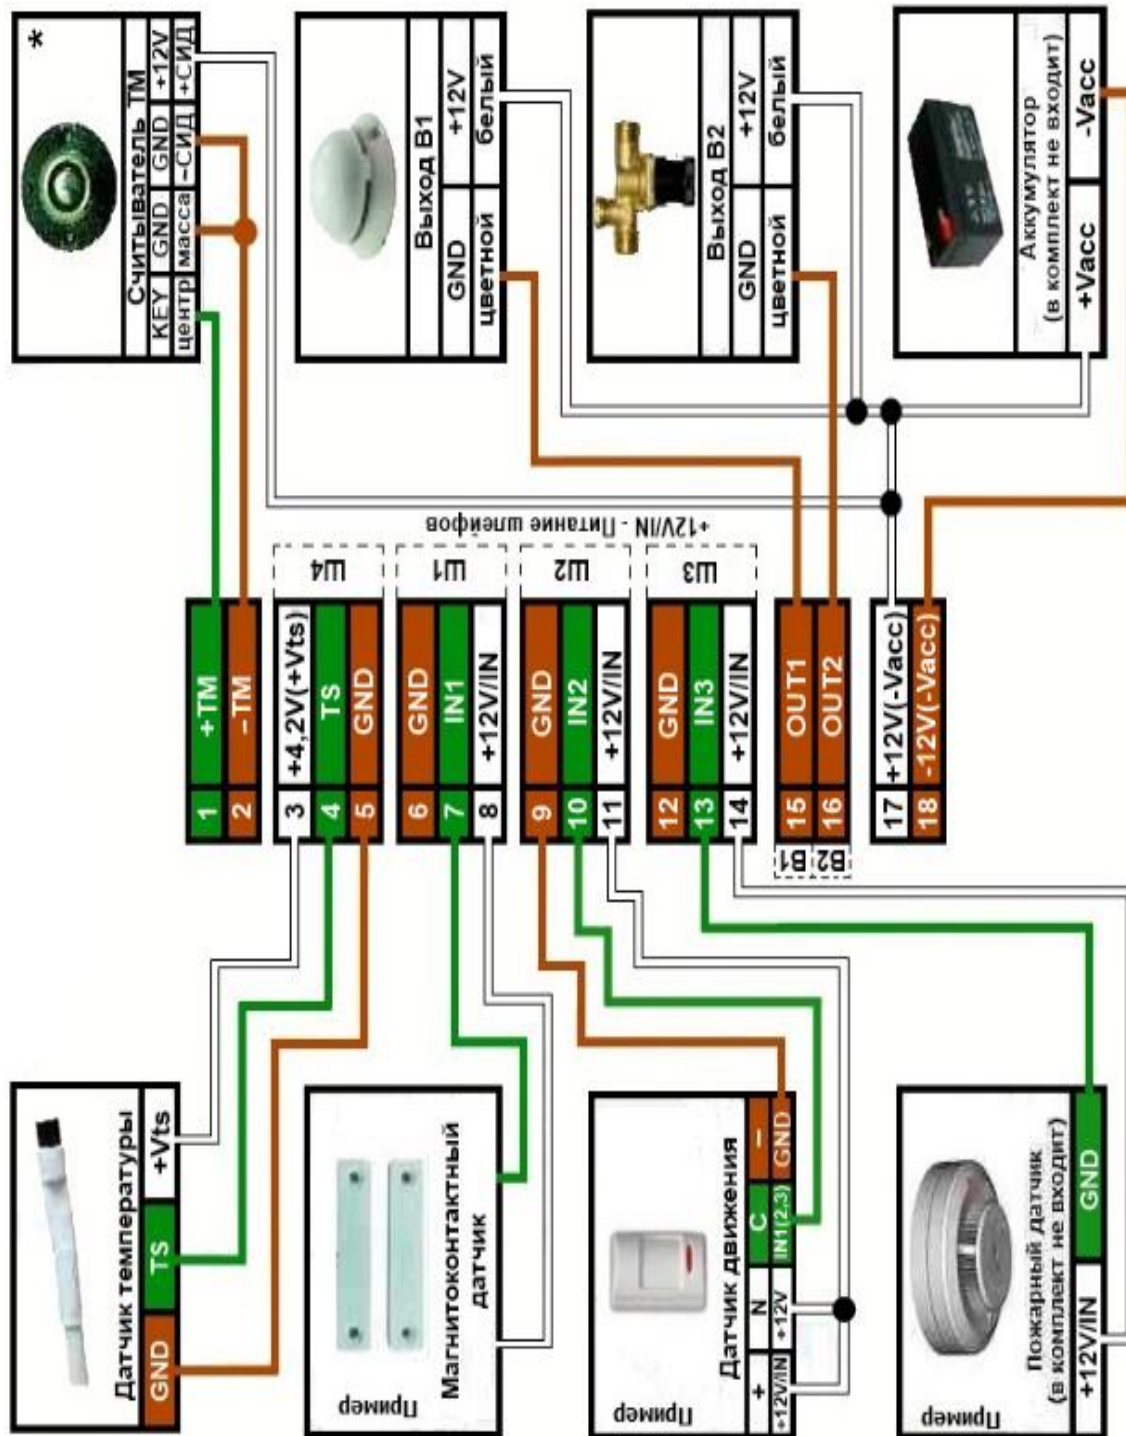 *
Считыватель ТМ
KEY GND GND +12V
центр масса –СИД +СИД
Выход В1
GND +12V
цветной белый
Выход В2
GND +12V
цветной белый
Аккумулятор
(в комплект не входит)
+Vacc -Vacc
+12V/IN - Питание шлейфов
Ш4
Ш1
Ш2
Ш3
1 +TM
2 –TM
3 +4,2V(+Vts)
4 TS
5 GND
6 GND
7 IN1
8 +12V/IN
9 GND
10 IN2
11 +12V/IN
12 GND
13 IN3
14 +12V/IN
15 OUT1
16 OUT2
17 +12V(-Vacc)
18 -12V(-Vacc)
В1
В2
Датчик температуры
GND TS +Vts
Пример
Магнитоконтактный
датчик
Пример
Датчик движения
+ N C –
+12V/IN +12V IN1(2,3) GND
Пример
Пожарный датчик
(в комплект не входит)
+12V/IN GND